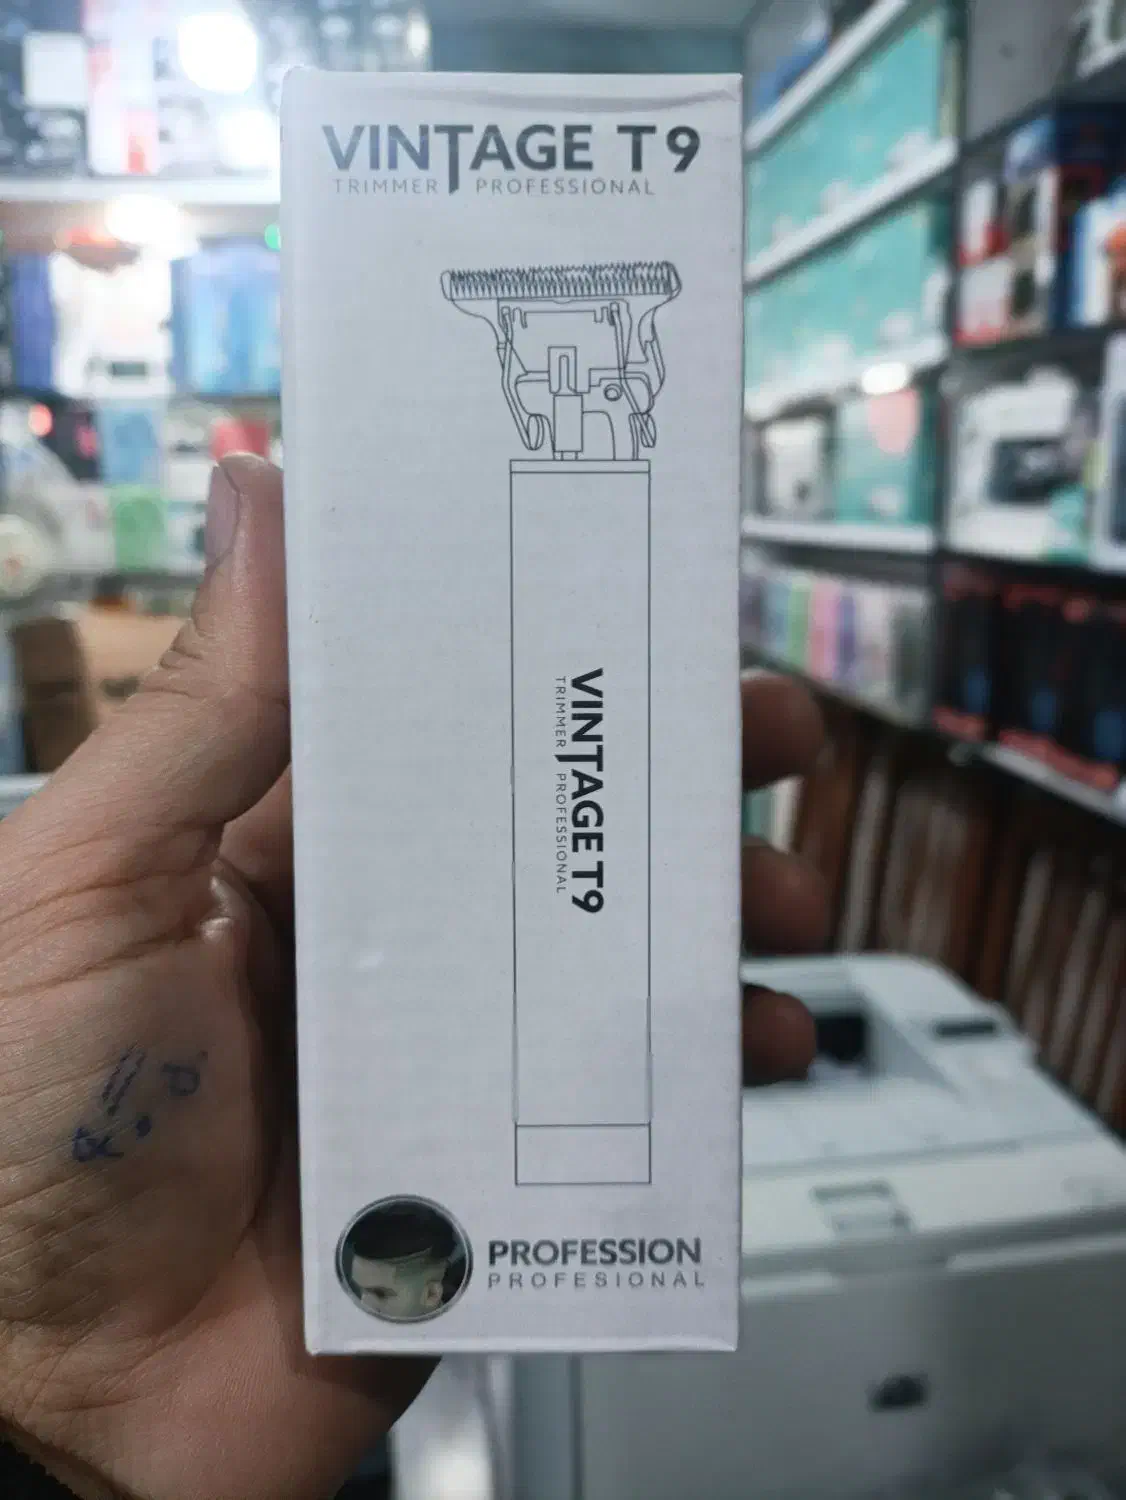 VINTAGE T9
TRIMMER PROFESSIONAL
VINTAGE T9
TRIMMER PROFESSIONAL
PROFESSION
PROFESIONAL